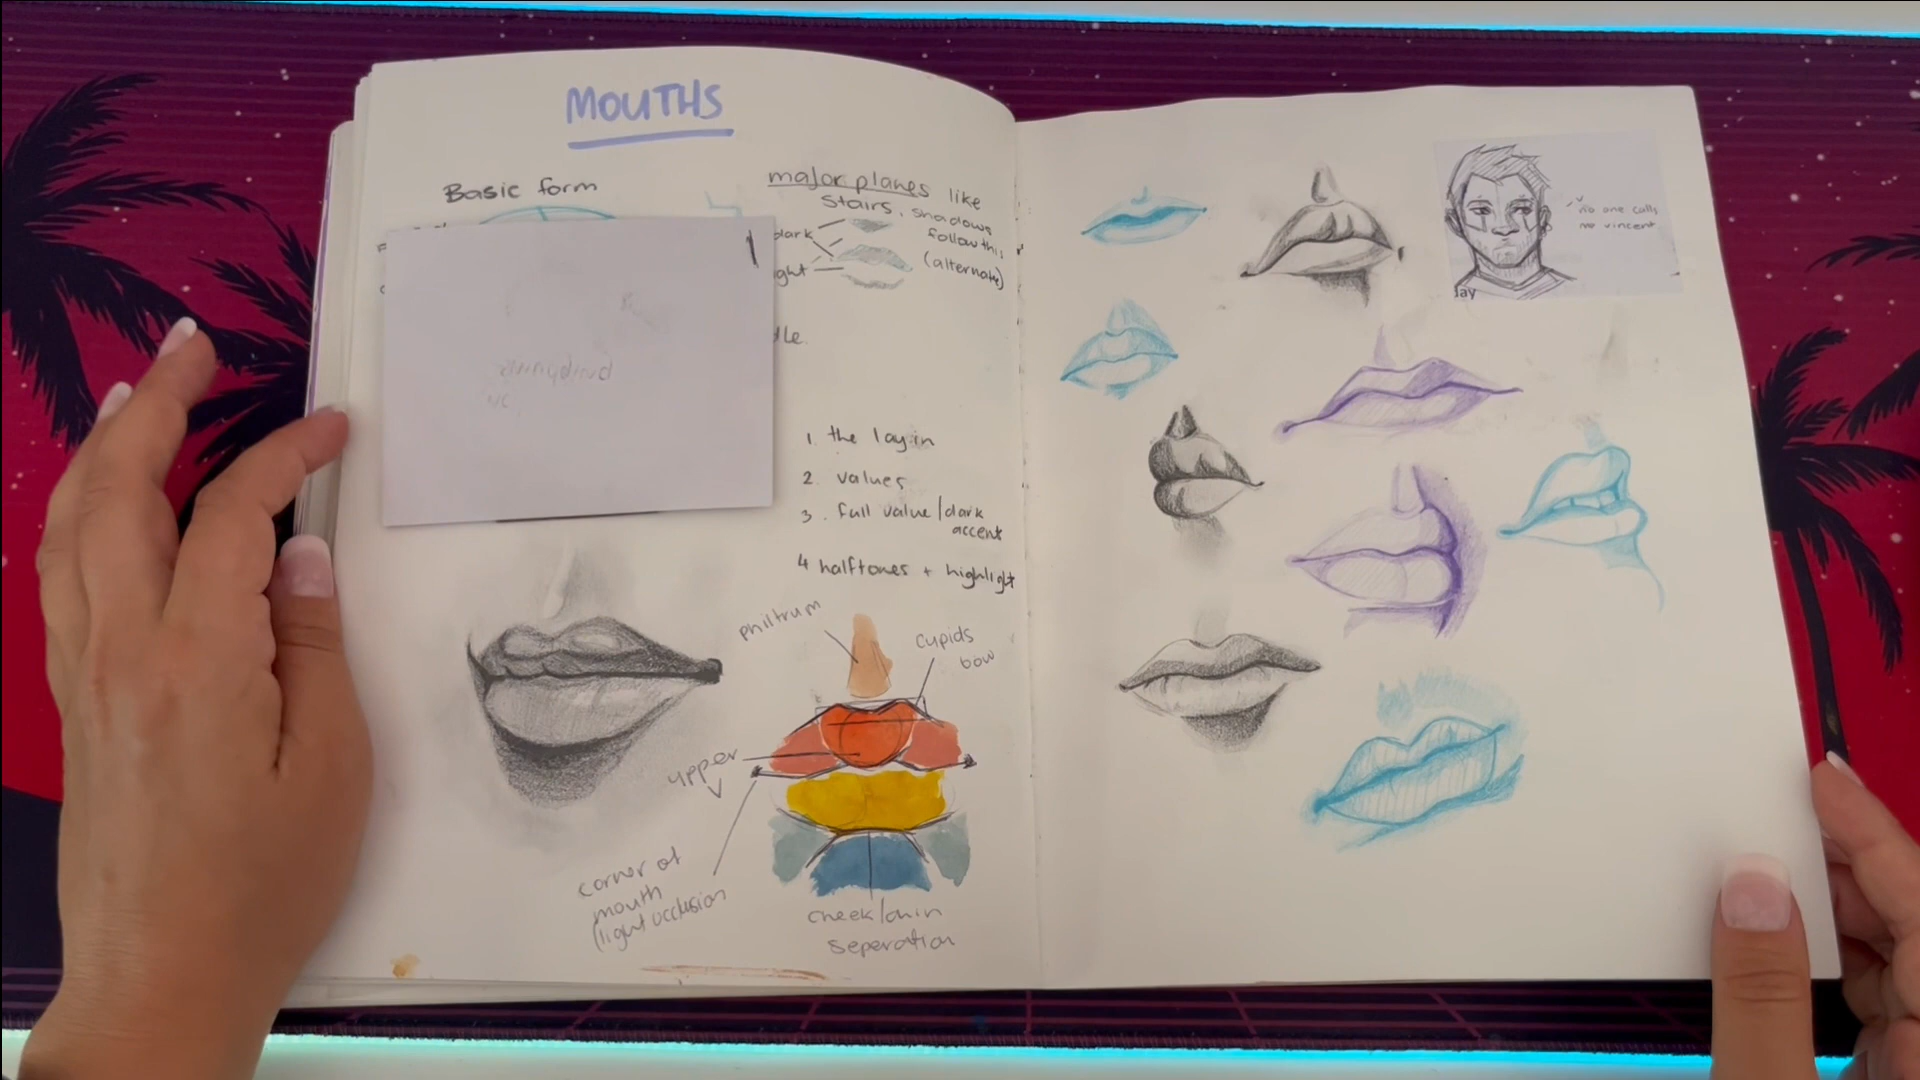 MOUTHS
Basic form
major planes like
stairs, shadows
follow this
(alternate)
dark
ght
dle.
1. the lay in
2. values
3. full value/dark
accent
4 halftones + highlight
philtrum
cupids
bow
upper
corner of
mouth
(light occlusion
cheek/chin
seperation
no one calls
me vincent
lay